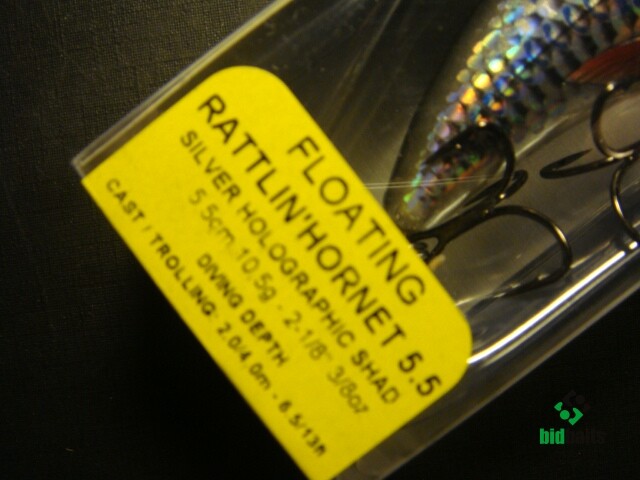 FLOATING
RATTLIN'HORNET 5.5
SILVER HOLOGRAPHIC SHAD
5.5cm 10.5g - 2-1/8" 3/8oz
DIVING DEPTH
CAST / TROLLING: 2.0/4.0m - 6.5/13ft
bidbaits